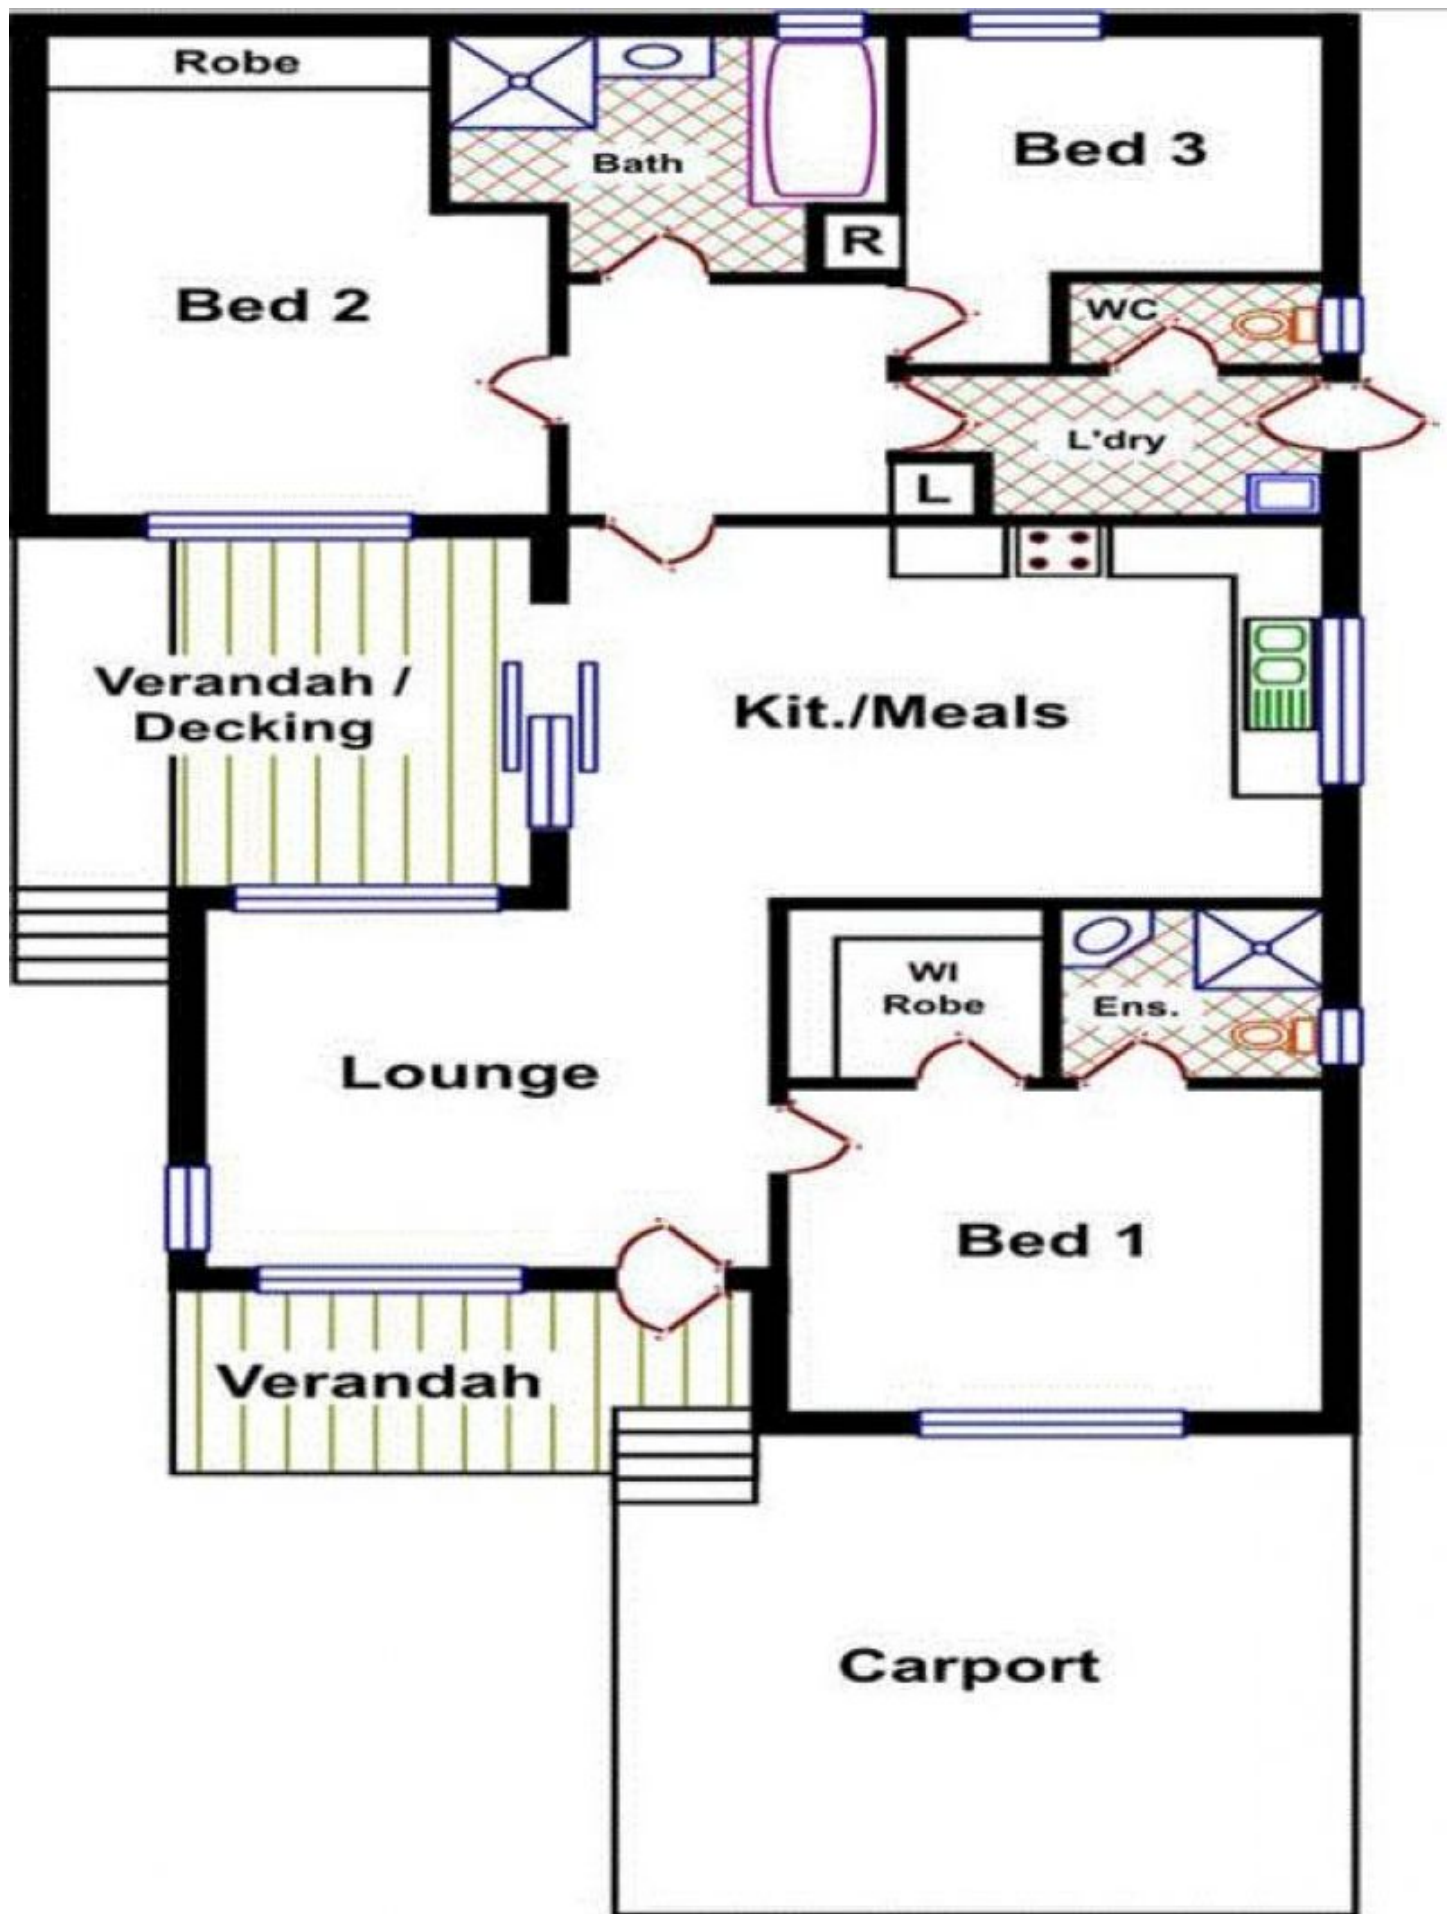 Robe
Bath
Bed 3
R
Bed 2
WC
L'dry
L
Verandah /
Decking
Kit./Meals
WI
Robe
Ens.
Lounge
Bed 1
Verandah
Carport